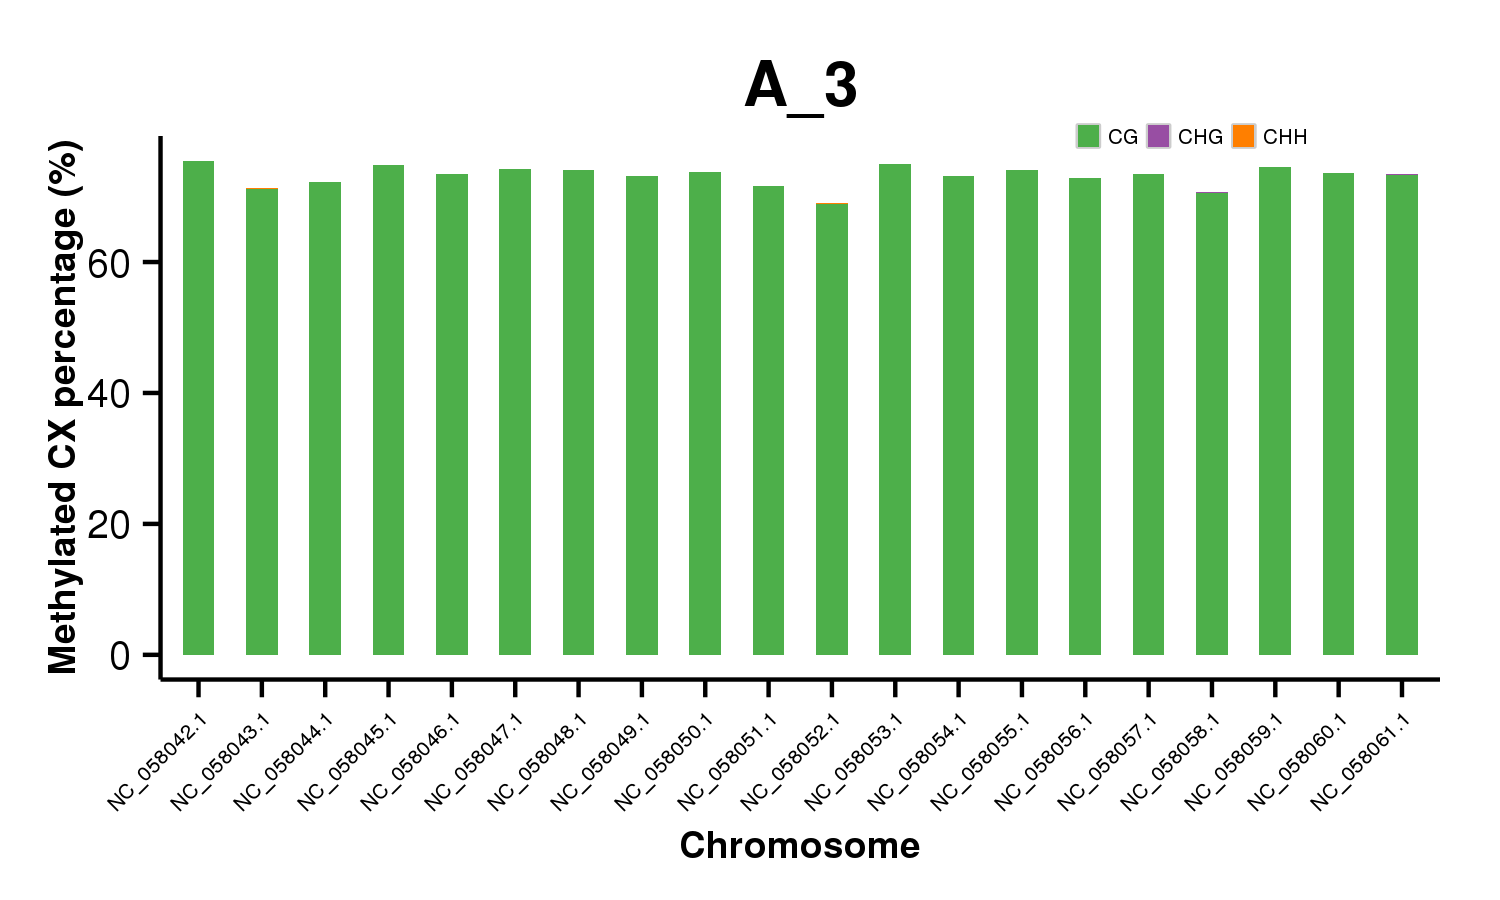 A_3
CG CHG CHH
Methylated CX percentage (%)
60
40
20
0
NC_058042.1
NC_058043.1
NC_058044.1
NC_058045.1
NC_058046.1
NC_058047.1
NC_058048.1
NC_058049.1
NC_058050.1
NC_058051.1
NC_058052.1
NC_058053.1
NC_058054.1
NC_058055.1
NC_058056.1
NC_058057.1
NC_058058.1
NC_058059.1
NC_058060.1
NC_058061.1
Chromosome